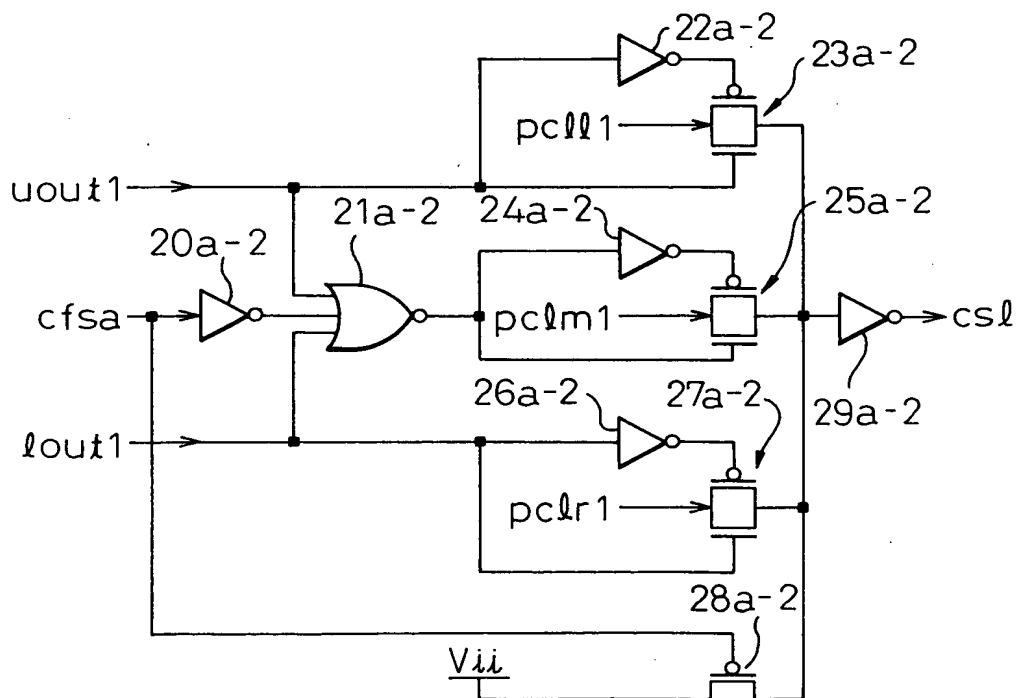 22a-2
23a-2
pcℓℓ1
uout1
21a-2
24a-2
25a-2
20a-2
cfsa
pcℓm1
csℓ
26a-2
27a-2
29a-2
ℓout1
pcℓr1
28a-2
Vii